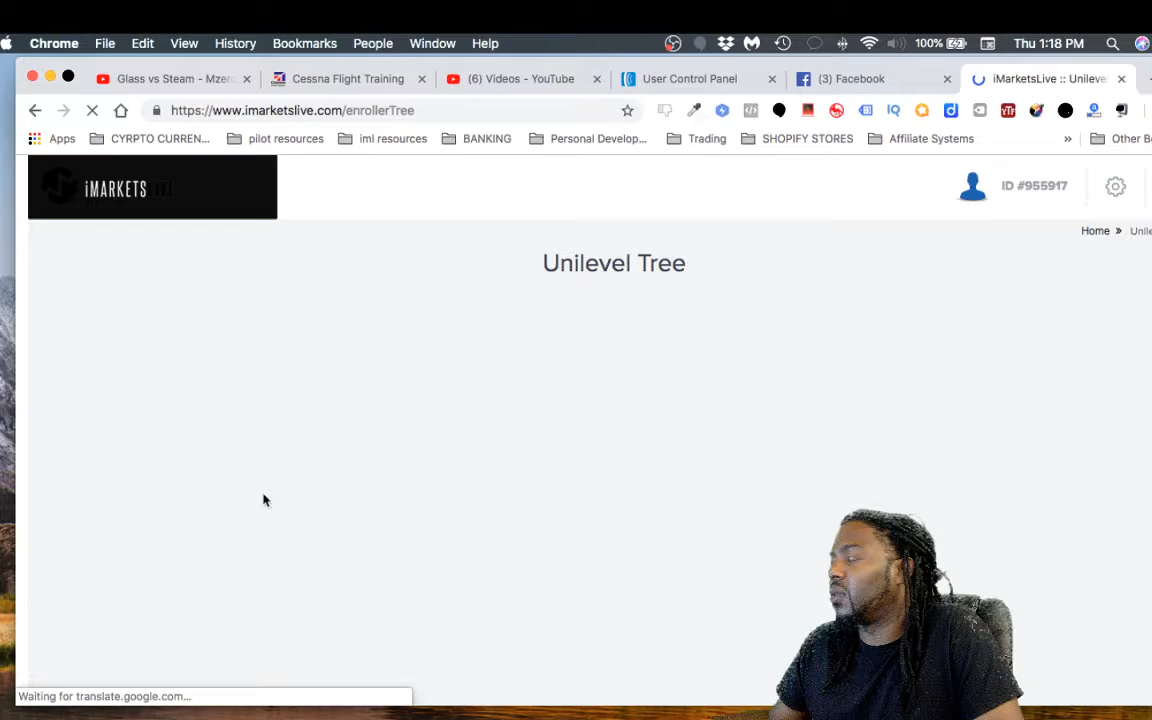 Chrome File Edit View History Bookmarks People Window Help 100% Thu 1:18 PM
Glass vs Steam - Mzer Cessna Flight Training (6) Videos - YouTube User Control Panel (3) Facebook iMarketsLive :: Unileve
https://www.imarketslive.com/enrollerTree
Apps CYRPTO CURREN... pilot resources iml resources BANKING Personal Develop... Trading SHOPIFY STORES Affiliate Systems » Other Bo
iMARKETS
ID #955917
Home » Unile
Unilevel Tree
Waiting for translate.google.com...